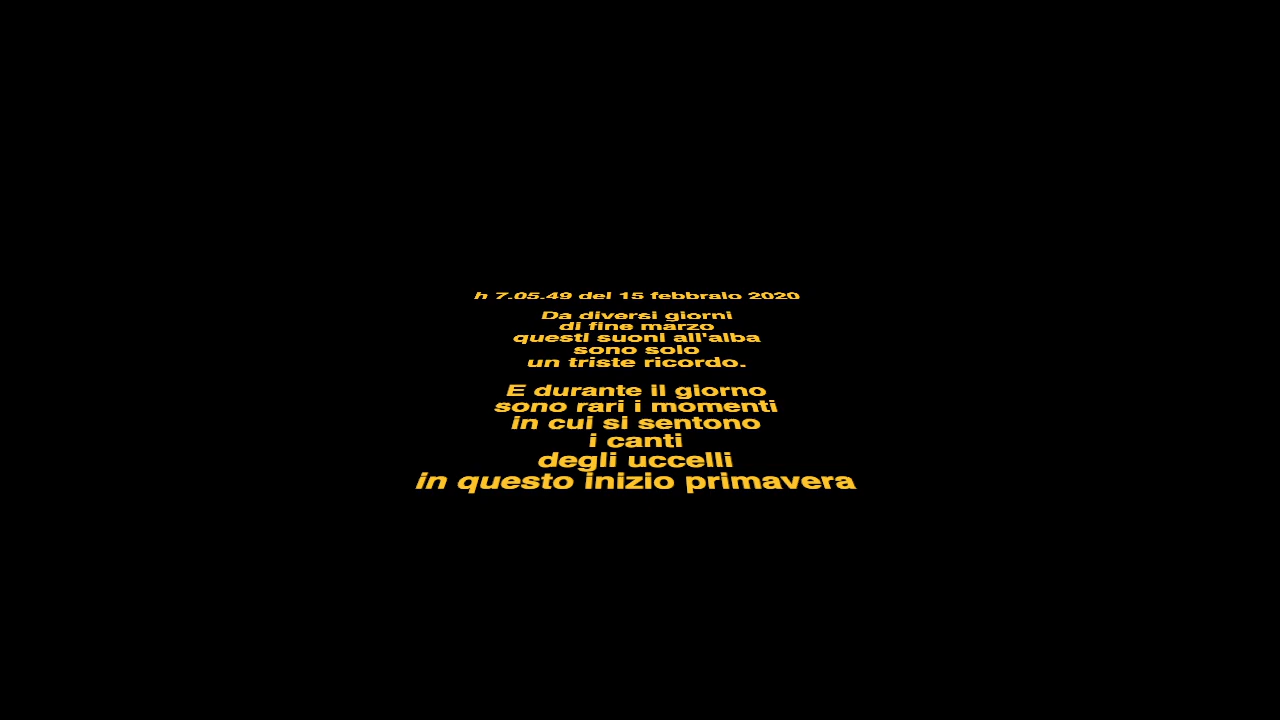 h 7.05.49 del 15 febbraio 2020
Da diversi giorni
di fine marzo
questi suoni all'alba
sono solo
un triste ricordo.
E durante il giorno
sono rari i momenti
in cui si sentono
i canti
degli uccelli
in questo inizio primavera